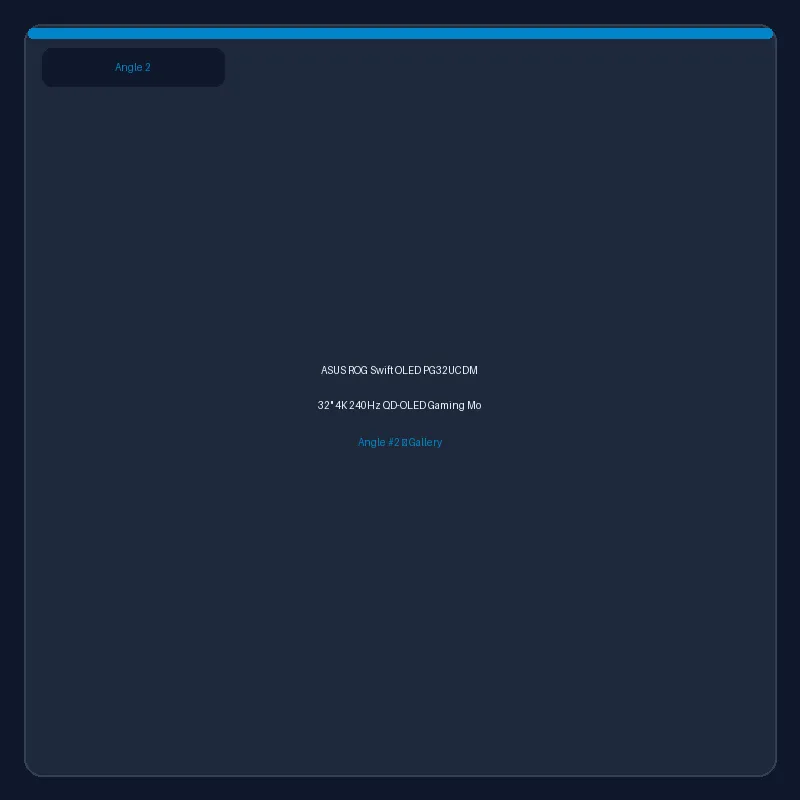 Angle 2
ASUS ROG Swift OLED PG32UCDM
32" 4K 240Hz QD-OLED Gaming Mo
Angle #2 ▯ Gallery